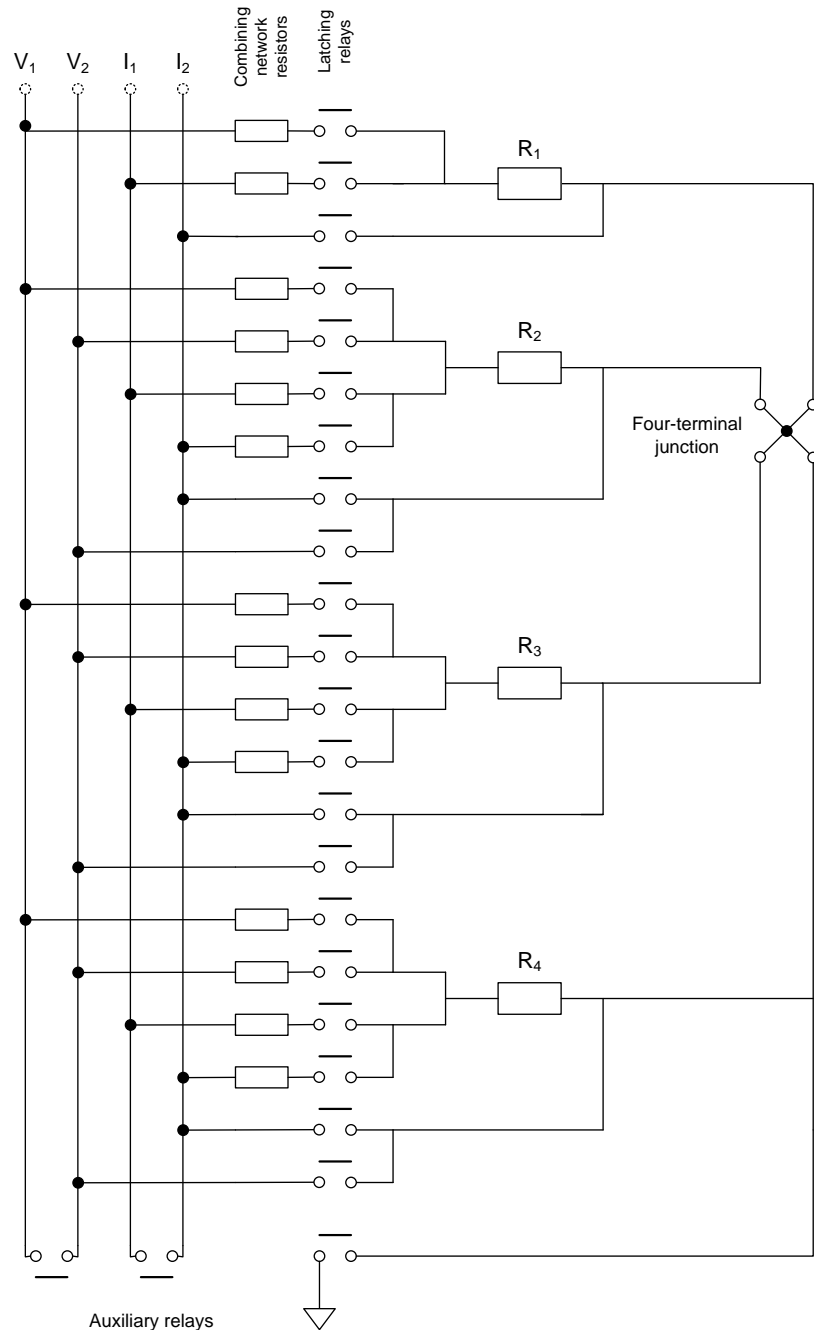 V₁ V₂ I₁ I₂
Combining
network
resistors
Latching
relays
R₁
R₂
Four-terminal
junction
R₃
R₄
Auxiliary relays